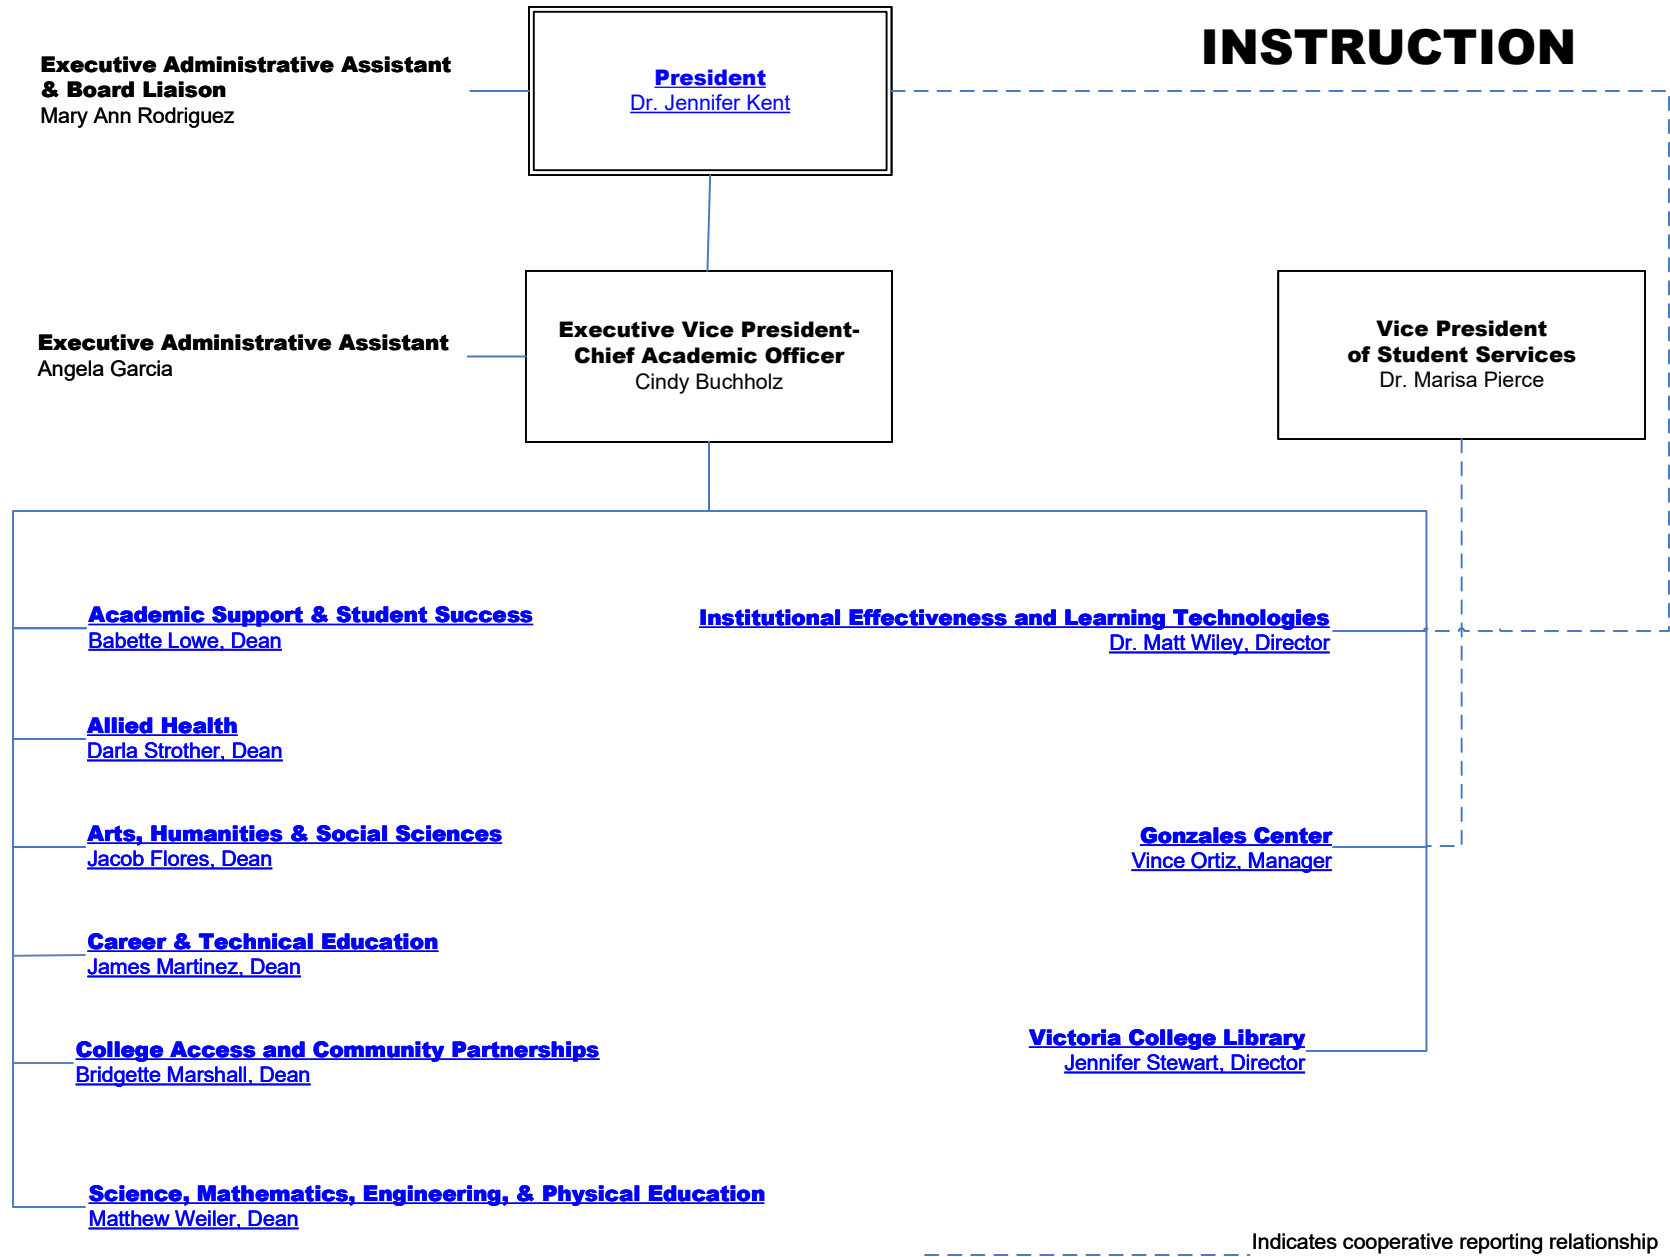 INSTRUCTION
Executive Administrative Assistant
& Board Liaison
Mary Ann Rodriguez
President
Dr. Jennifer Kent
Executive Administrative Assistant
Angela Garcia
Executive Vice President-
Chief Academic Officer
Cindy Buchholz
Vice President
of Student Services
Dr. Marisa Pierce
Academic Support & Student Success
Babette Lowe, Dean
Allied Health
Darla Strother, Dean
Arts, Humanities & Social Sciences
Jacob Flores, Dean
Career & Technical Education
James Martinez, Dean
College Access and Community Partnerships
Bridgette Marshall, Dean
Science, Mathematics, Engineering, & Physical Education
Matthew Weiler, Dean
Institutional Effectiveness and Learning Technologies
Dr. Matt Wiley, Director
Gonzales Center
Vince Ortiz, Manager
Victoria College Library
Jennifer Stewart, Director
Indicates cooperative reporting relationship